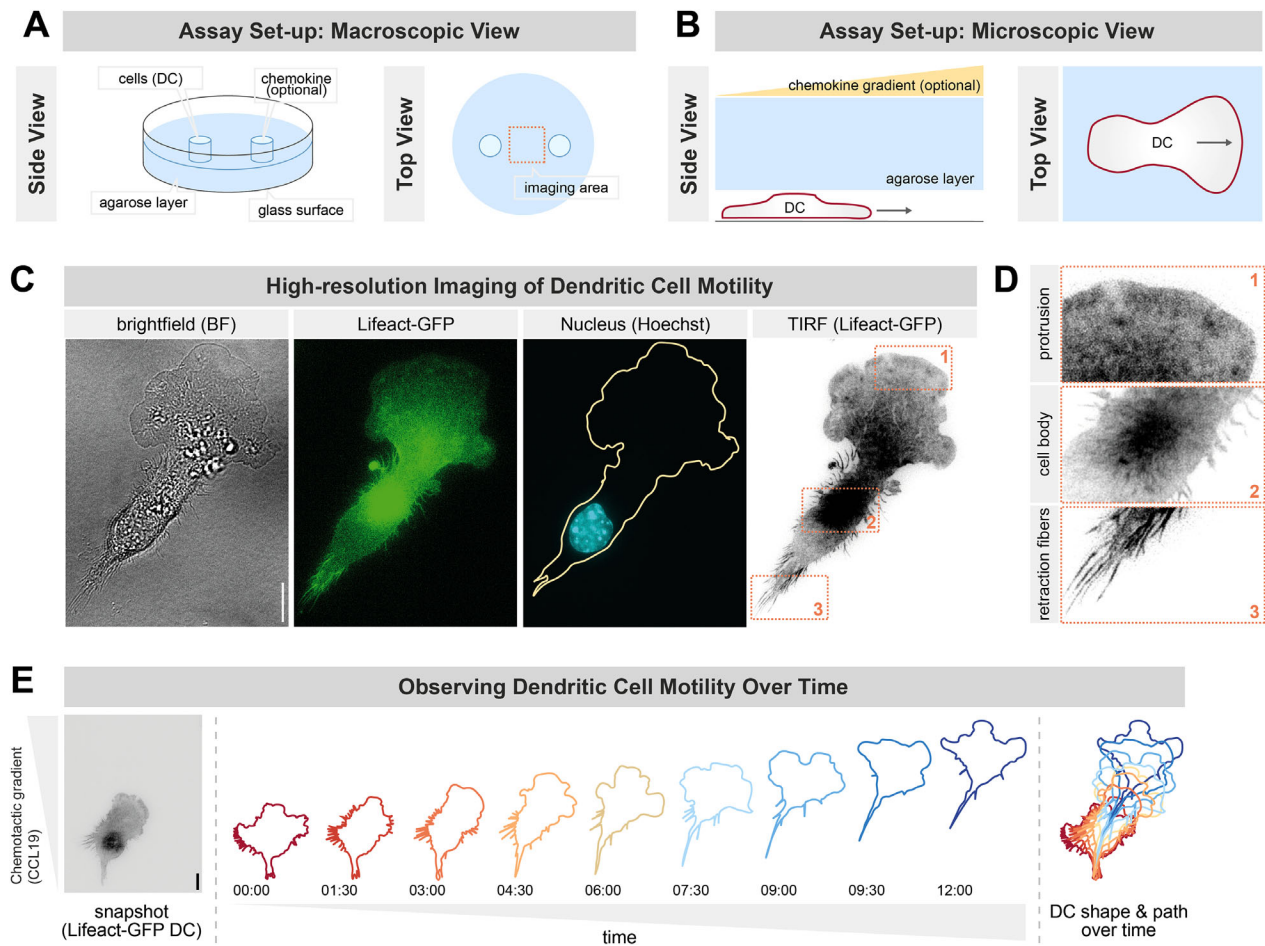 A
Assay Set-up: Macroscopic View
Side View
cells (DC)
chemokine
(optional)
agarose layer
glass surface
Top View
imaging area
B
Assay Set-up: Microscopic View
Side View
chemokine gradient (optional)
agarose layer
DC
Top View
DC
C
High-resolution Imaging of Dendritic Cell Motility
brightfield (BF)
Lifeact-GFP
Nucleus (Hoechst)
TIRF (Lifeact-GFP)
1
2
3
D
protrusion
1
cell body
2
retraction fibers
3
E
Observing Dendritic Cell Motility Over Time
Chemotactic gradient
(CCL19)
snapshot
(Lifeact-GFP DC)
00:00
01:30
03:00
04:30
06:00
07:30
09:00
09:30
12:00
time
DC shape & path
over time